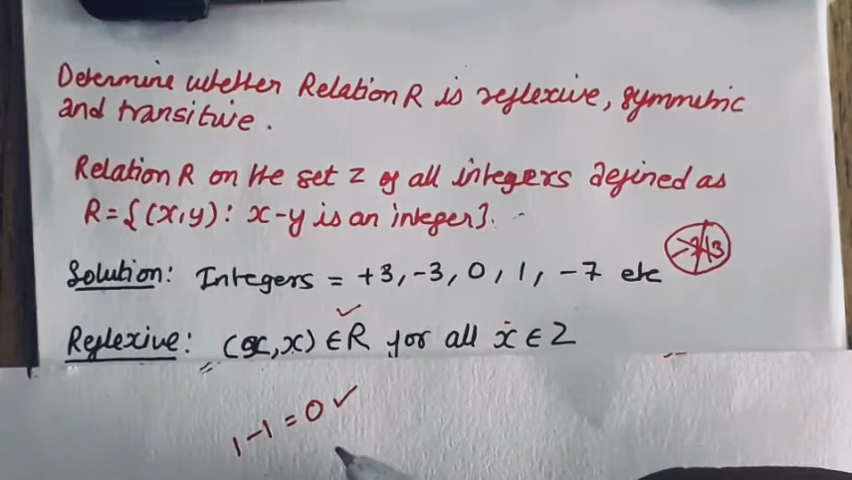 Determine whether Relation R is reflexive, symmetric
and transitive.
Relation R on the set Z of all integers defined as
R = {(x,y) : x-y is an integer}.
Solution: Integers = +3, -3, 0, 1, -7 etc
Reflexive: (x,x) ∈ R for all x ∈ Z
1-1 = 0 ✓